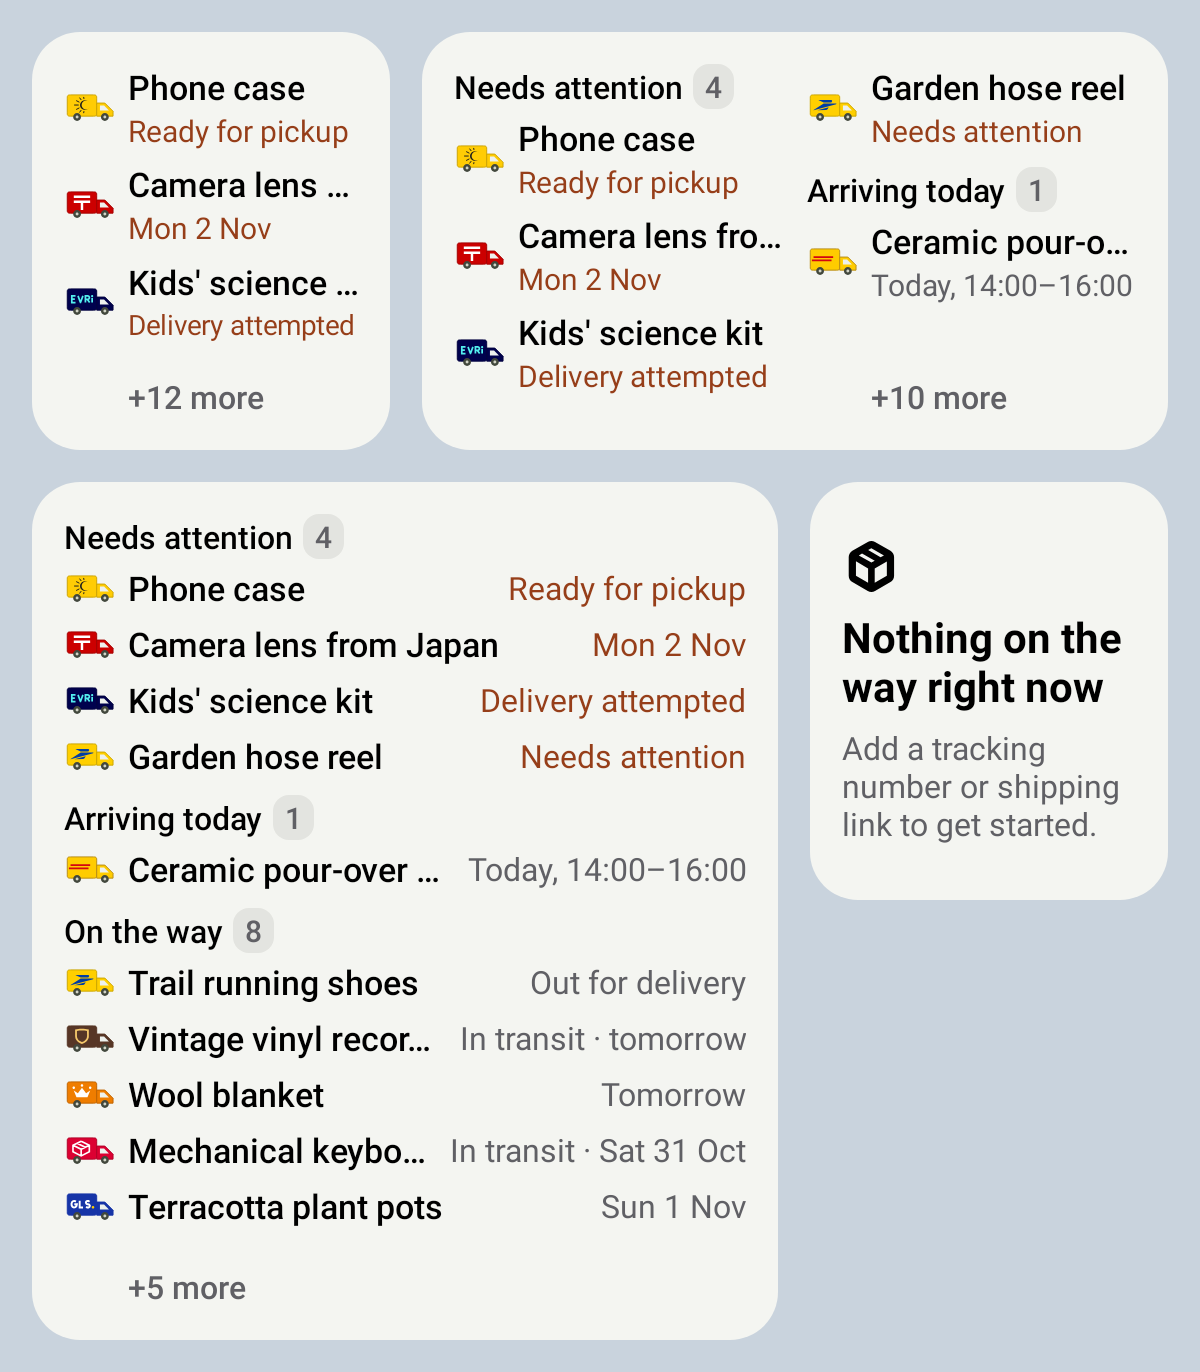 Phone case
Ready for pickup
Camera lens ...
Mon 2 Nov
EVRi
Kids' science ...
Delivery attempted
+12 more
Needs attention 4
Phone case
Ready for pickup
Camera lens fro...
Mon 2 Nov
EVRi
Kids' science kit
Delivery attempted
Garden hose reel
Needs attention
Arriving today 1
Ceramic pour-o...
Today, 14:00–16:00
+10 more
Needs attention 4
Phone case Ready for pickup
Camera lens from Japan Mon 2 Nov
EVRi Kids' science kit Delivery attempted
Garden hose reel Needs attention
Arriving today 1
Ceramic pour-over ... Today, 14:00–16:00
On the way 8
Trail running shoes Out for delivery
Vintage vinyl recor... In transit · tomorrow
Wool blanket Tomorrow
Mechanical keybo... In transit · Sat 31 Oct
GLS. Terracotta plant pots Sun 1 Nov
+5 more
Nothing on the
way right now
Add a tracking
number or shipping
link to get started.